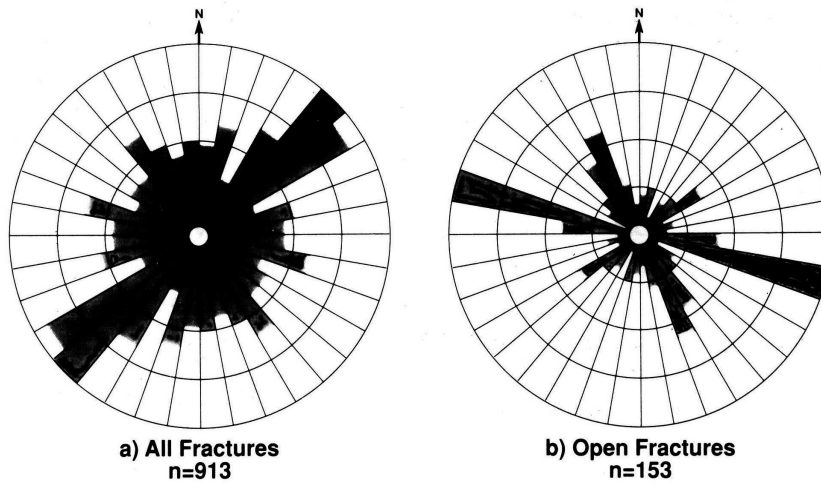 N
N
a) All Fractures
n=913
b) Open Fractures
n=153